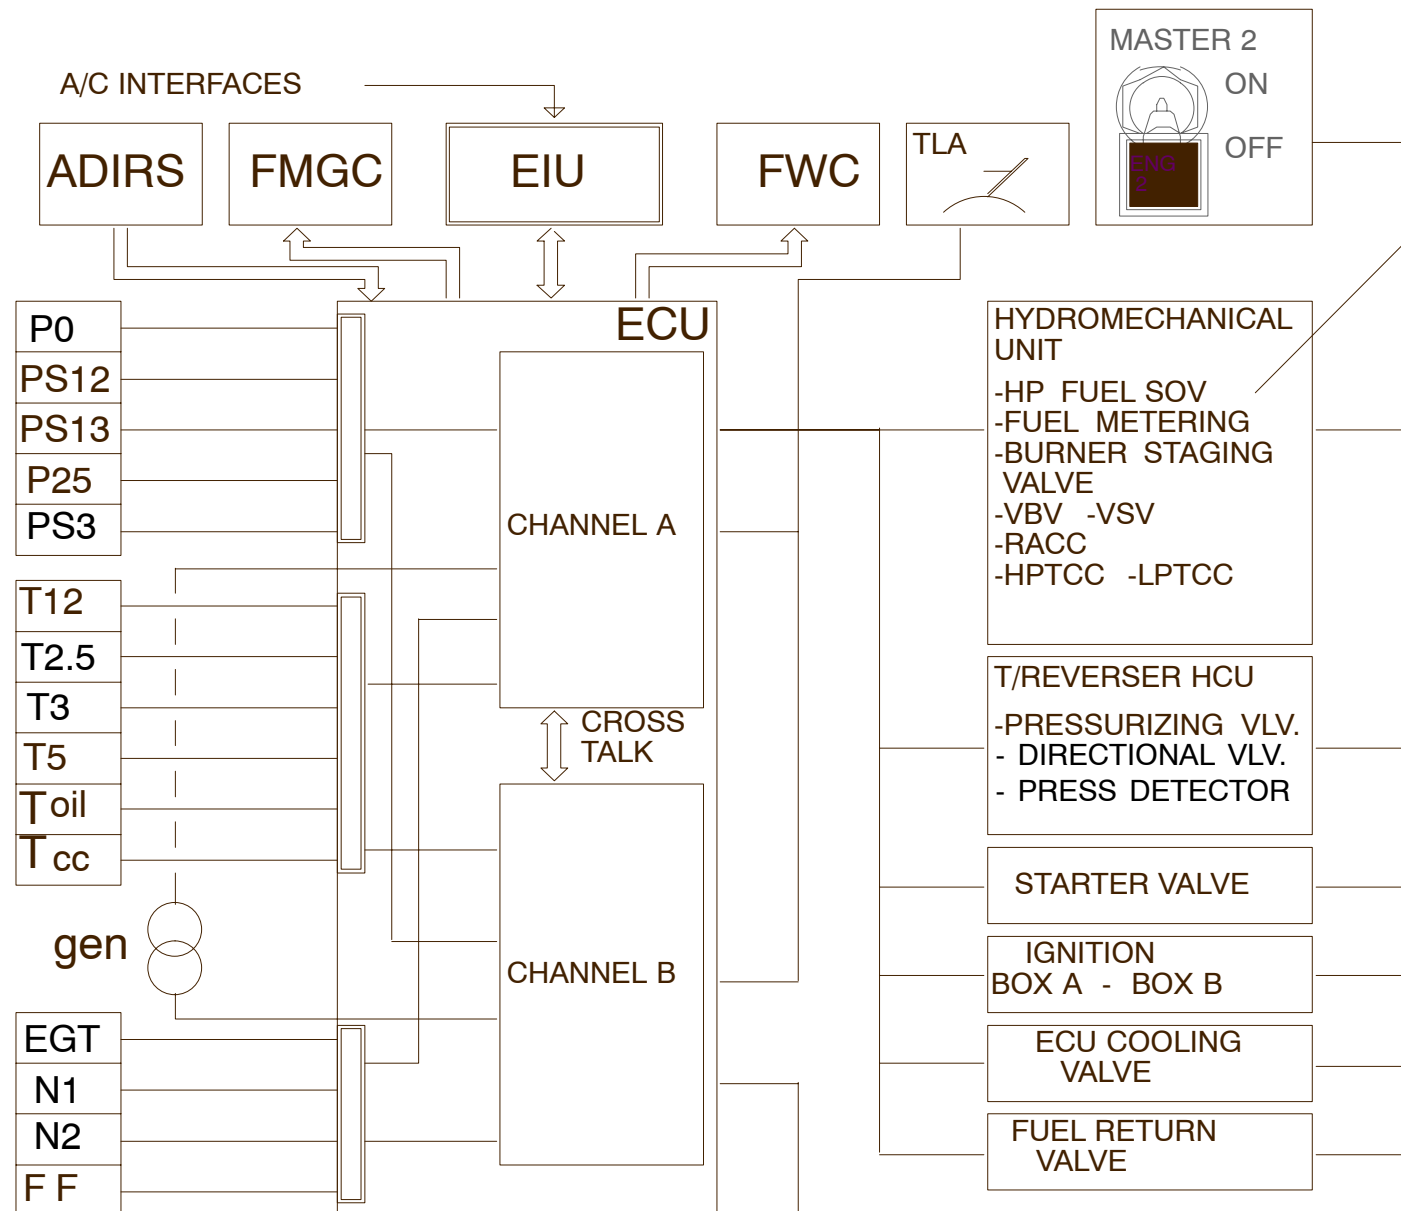 MASTER 2
ON
OFF
ENG
2
A/C INTERFACES
ADIRS
FMGC
EIU
FWC
TLA
ECU
P0
PS12
PS13
P25
PS3
T12
T2.5
T3
T5
T oil
T cc
gen
EGT
N1
N2
F F
CHANNEL A
CROSS
TALK
CHANNEL B
HYDROMECHANICAL
UNIT
-HP FUEL SOV
-FUEL METERING
-BURNER STAGING
VALVE
-VBV -VSV
-RACC
-HPTCC -LPTCC
T/REVERSER HCU
-PRESSURIZING VLV.
- DIRECTIONAL VLV.
- PRESS DETECTOR
STARTER VALVE
IGNITION
BOX A - BOX B
ECU COOLING
VALVE
FUEL RETURN
VALVE